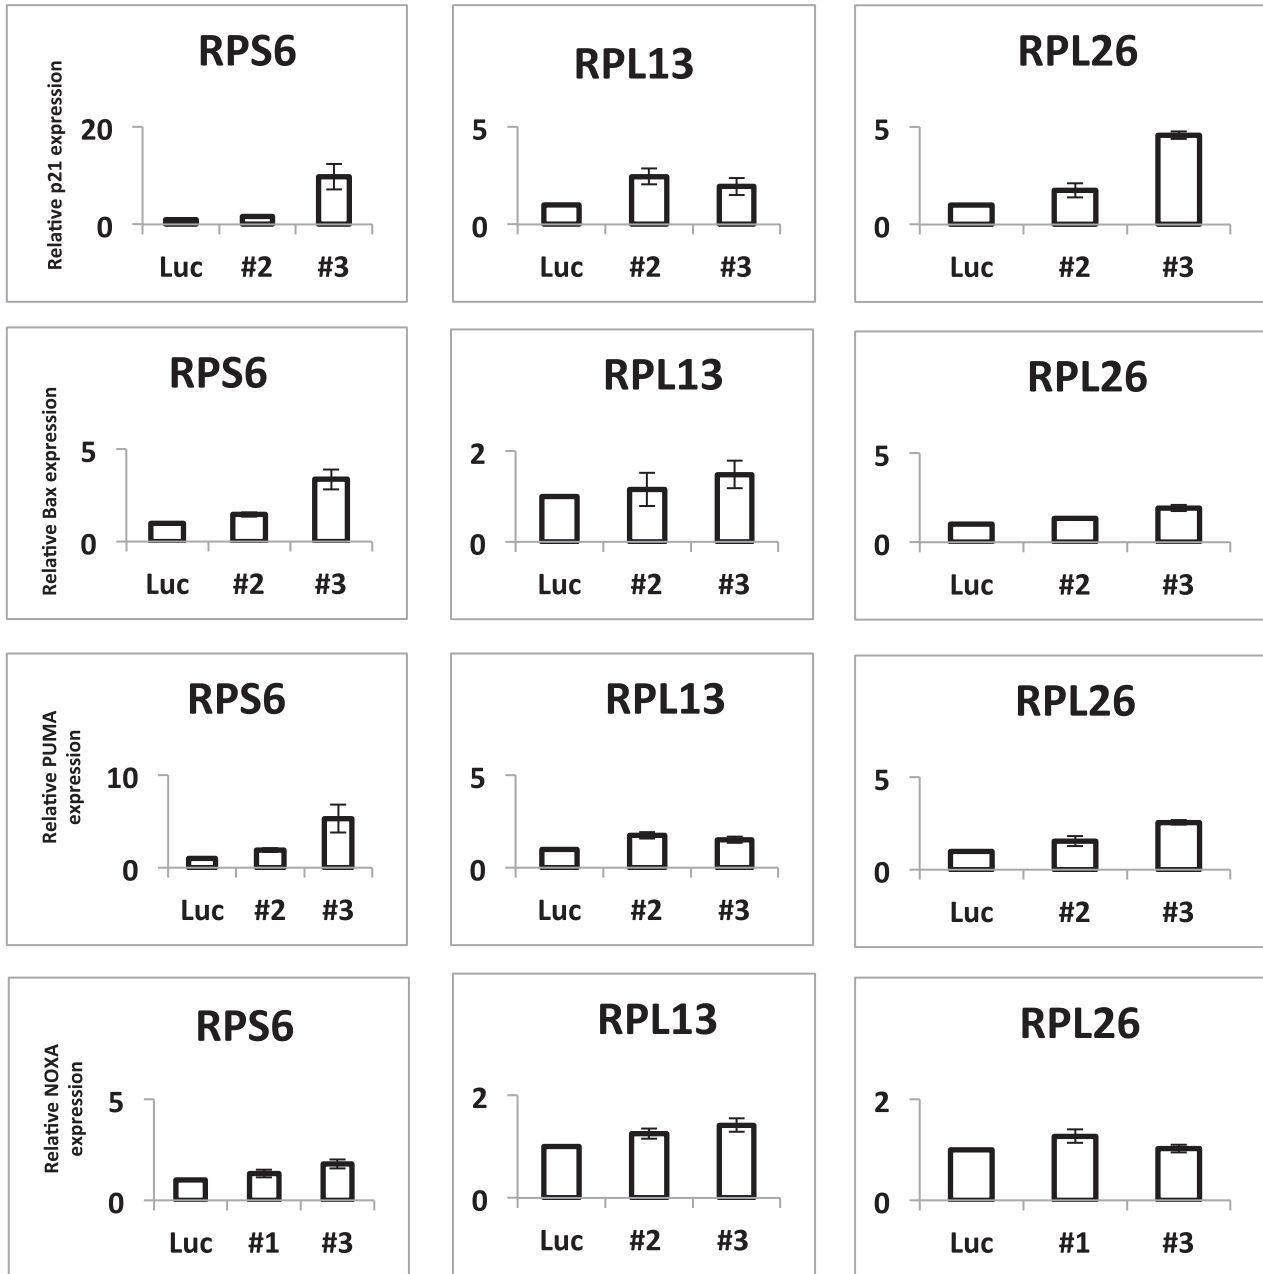 RPS6
Relative p21 expression
20
0
Luc #2 #3
RPL13
5
0
Luc #2 #3
RPL26
5
0
Luc #2 #3
RPS6
Relative Bax expression
5
0
Luc #2 #3
RPL13
2
0
Luc #2 #3
RPL26
5
0
Luc #2 #3
RPS6
Relative PUMA
expression
10
0
Luc #2 #3
RPL13
5
0
Luc #2 #3
RPL26
5
0
Luc #2 #3
RPS6
Relative NOXA
expression
5
0
Luc #1 #3
RPL13
2
0
Luc #2 #3
RPL26
2
0
Luc #1 #3